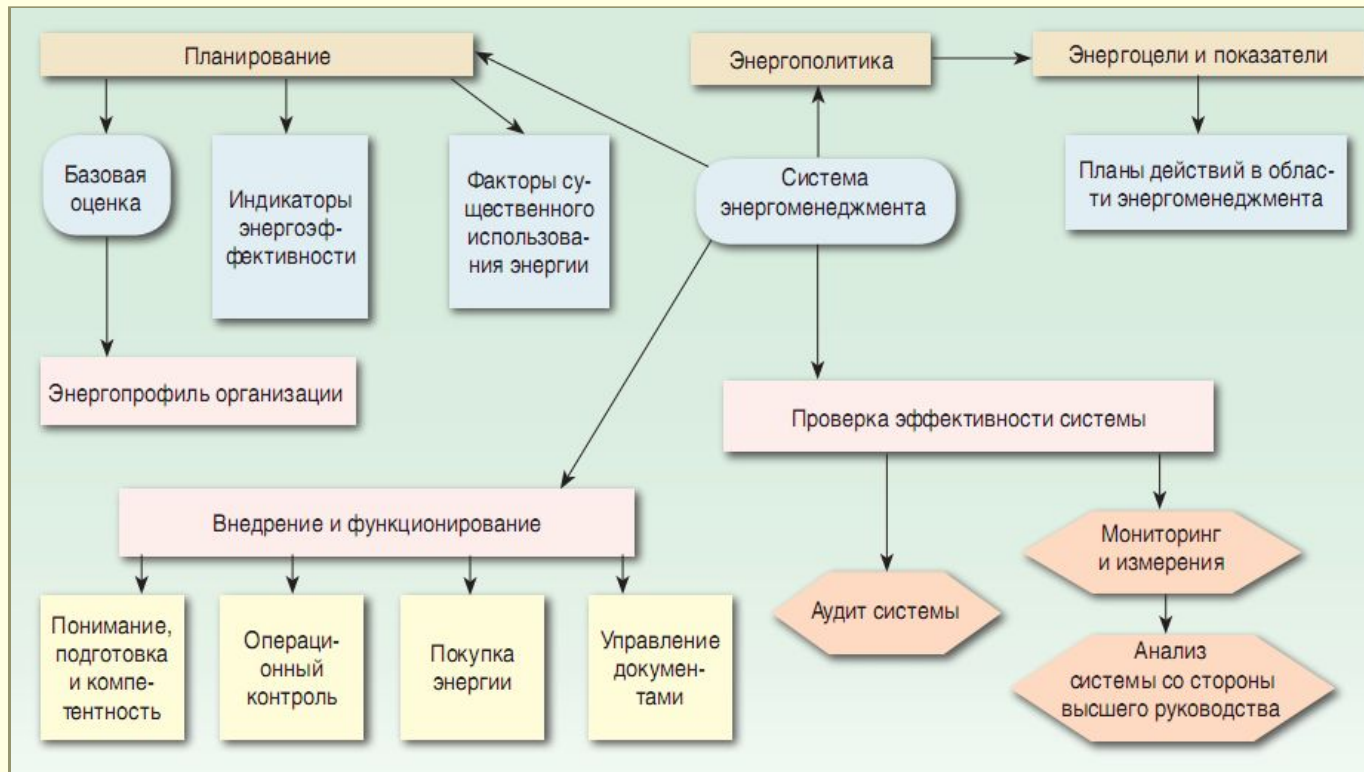 Планирование
Энергополитика
Энергоцели и показатели
Базовая
оценка
Индикаторы
энергоэф-
фективности
Факторы су-
щественного
использова-
ния энергии
Система
энергоменеджмента
Планы действий в облас-
ти энергоменеджмента
Энергопрофиль организации
Проверка эффективности системы
Внедрение и функционирование
Мониторинг
и измерения
Аудит системы
Понимание,
подготовка
и компе-
тентность
Операци-
онный
контроль
Покупка
энергии
Управление
докумен-
тами
Анализ
системы со стороны
высшего руководства